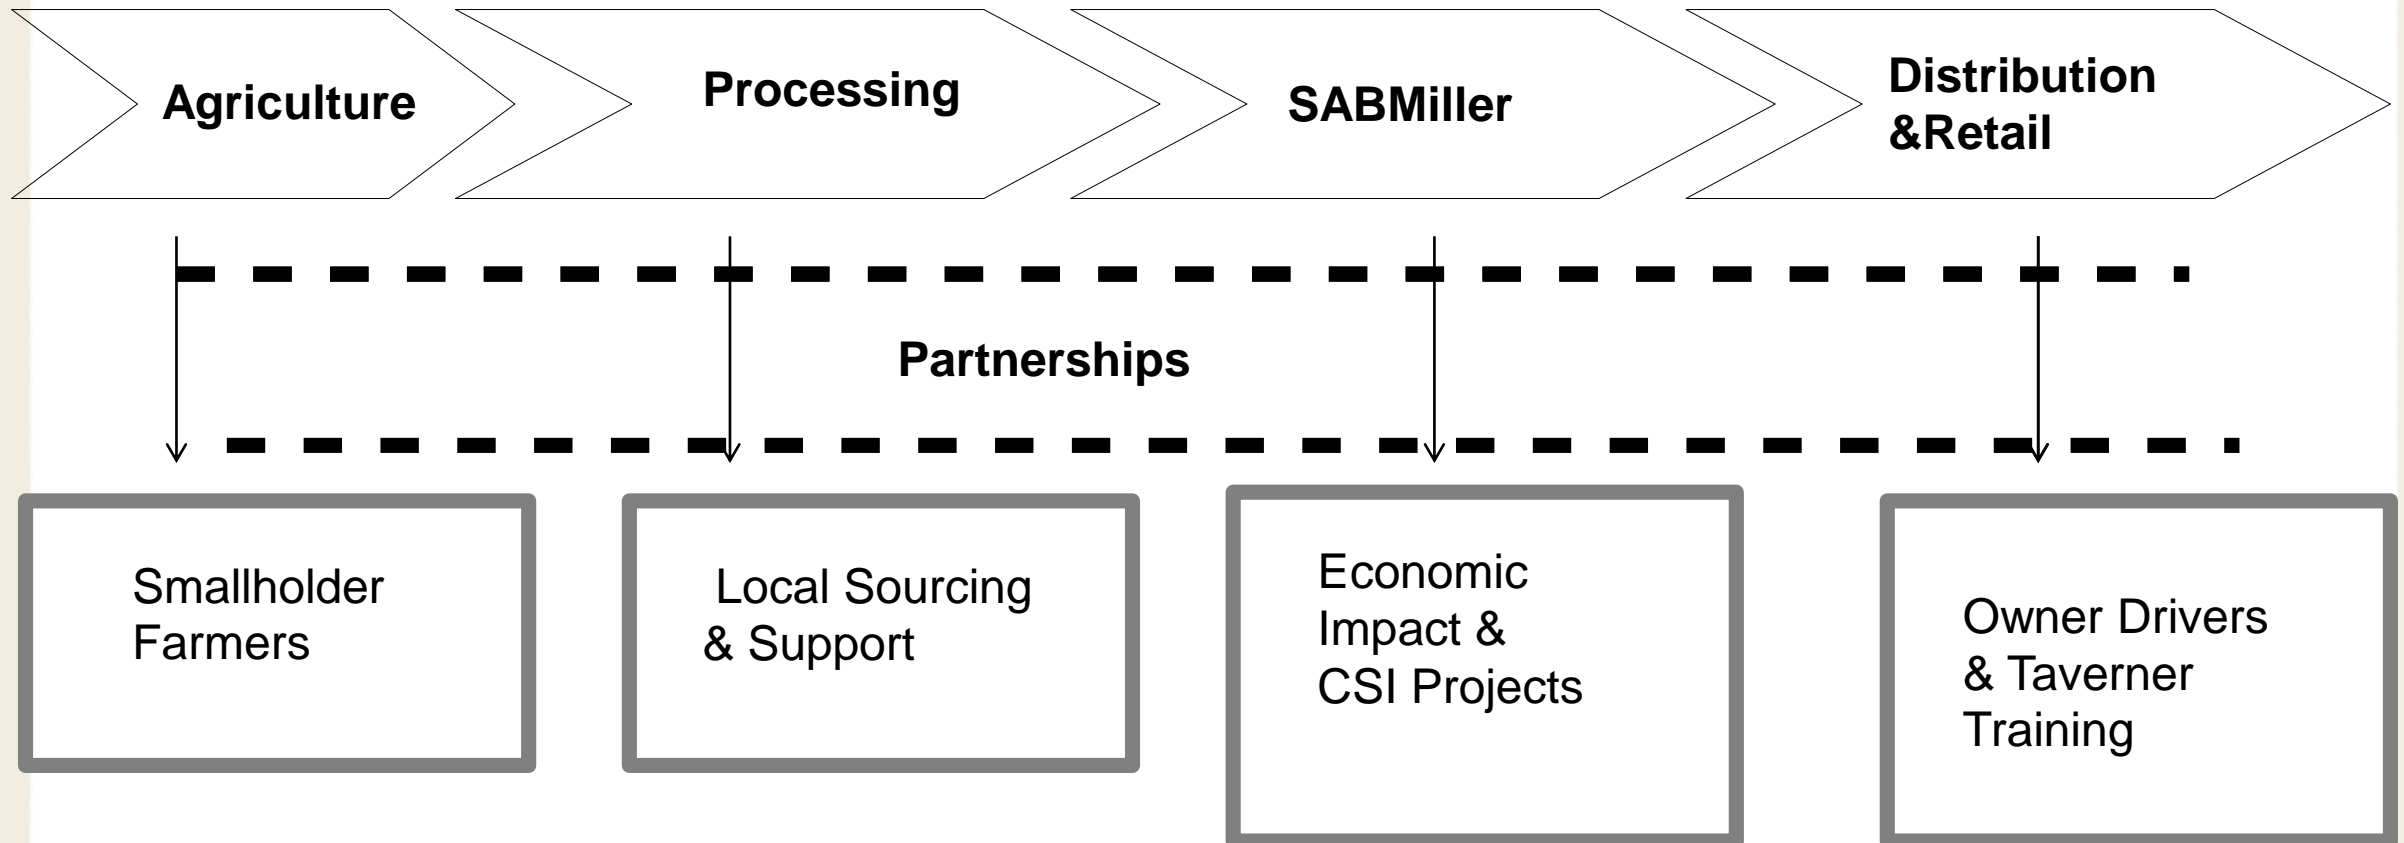 Agriculture
Processing
SABMiller
Distribution
&Retail
Partnerships
Smallholder
Farmers
Local Sourcing
& Support
Economic
Impact &
CSI Projects
Owner Drivers
& Taverner
Training